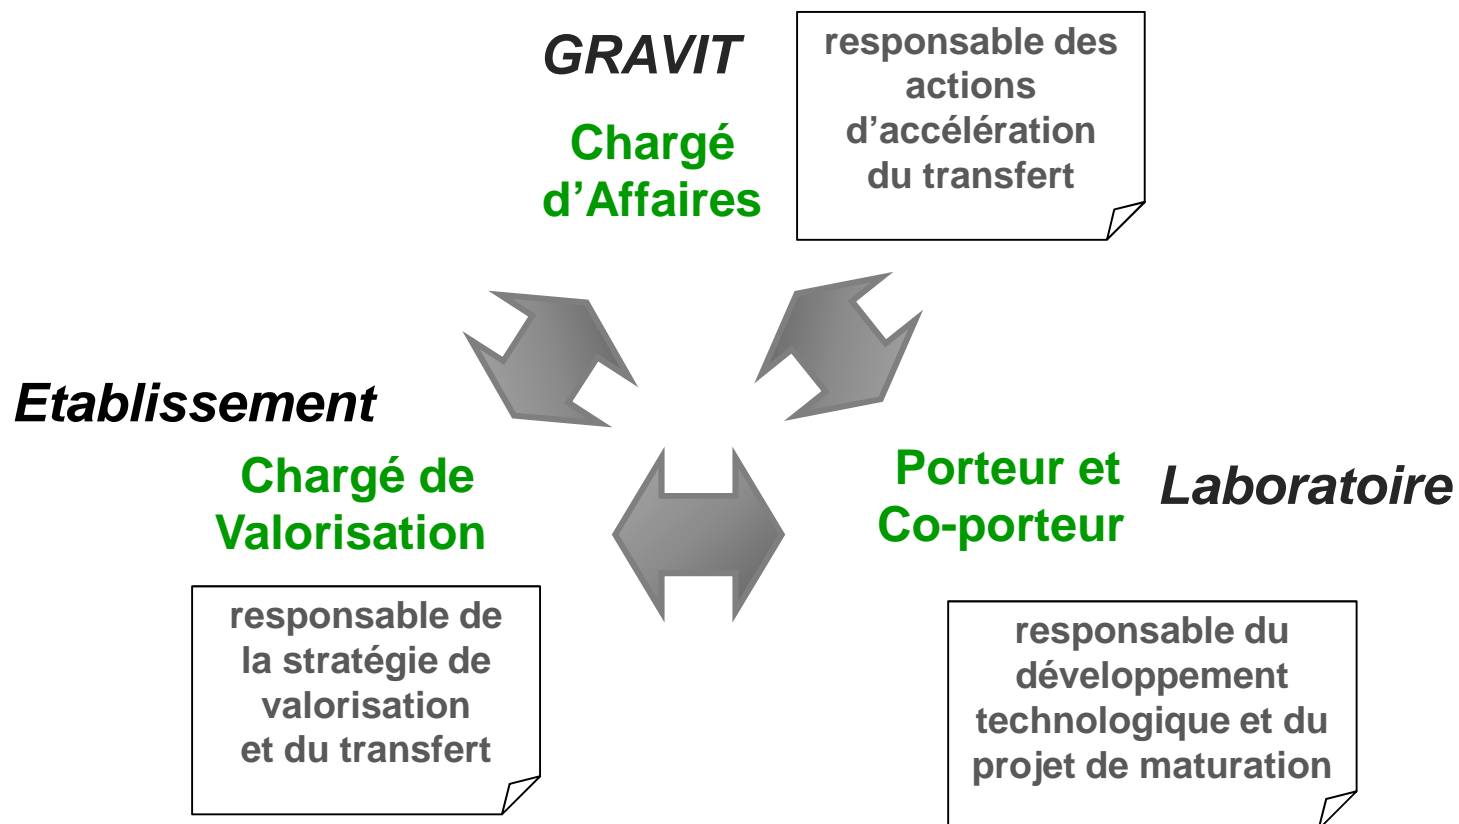 GRAVIT
Chargé
d’Affaires
responsable des
actions
d’accélération
du transfert
Etablissement
Chargé de
Valorisation
responsable de
la stratégie de
valorisation
et du transfert
Porteur et
Co-porteur
Laboratoire
responsable du
développement
technologique et du
projet de maturation